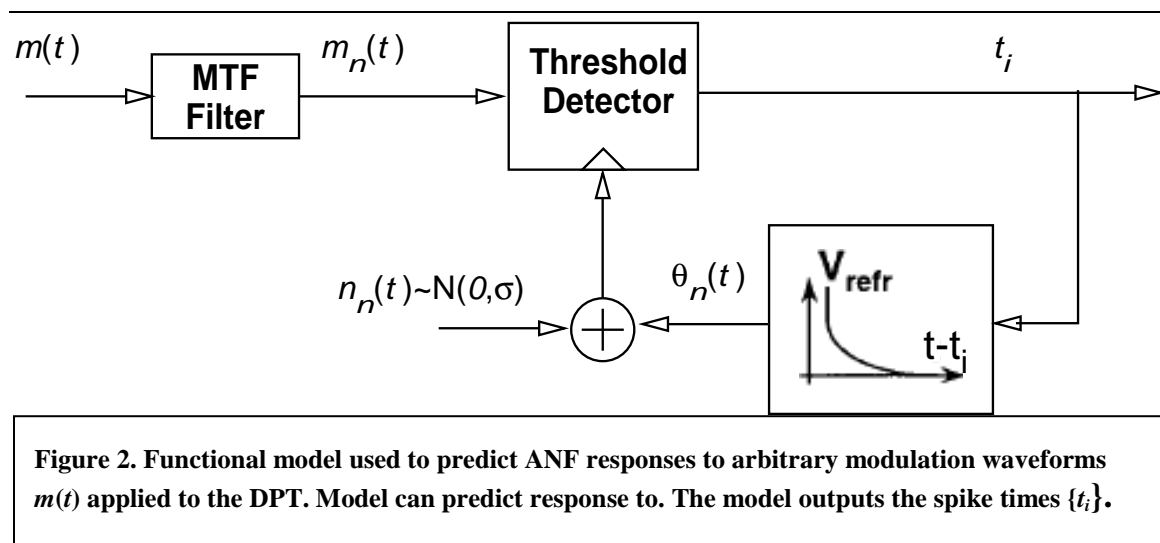 m(t)
MTF
Filter
m_n(t)
Threshold
Detector
t_i
n_n(t)~N(0,σ)
θ_n(t)
V_refr
t-t_i
Figure 2. Functional model used to predict ANF responses to arbitrary modulation waveforms
m(t) applied to the DPT. Model can predict response to. The model outputs the spike times {t_i}.